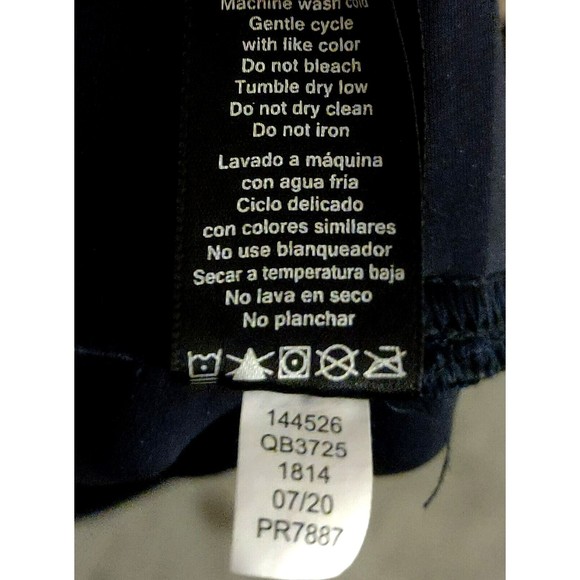 Machine wash cold
Gentle cycle
with like color
Do not bleach
Tumble dry low
Do not dry clean
Do not iron
Lavado a máquina
con agua fría
Ciclo delicado
con colores similares
No use blanqueador
Secar a temperatura baja
No lava en seco
No planchar
144526
QB3725
1814
07/20
PR7887